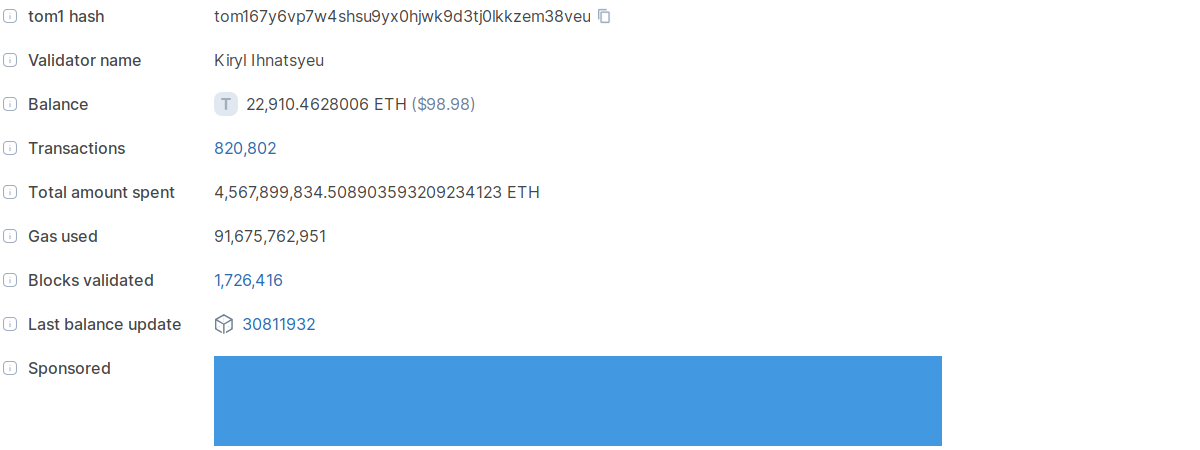 tom1 hash tom167y6vp7w4shsu9yx0hjwk9d3tj0lkkzem38veu
Validator name Kiryl Ihnatsyeu
Balance T 22,910.4628006 ETH ($98.98)
Transactions 820,802
Total amount spent 4,567,899,834.508903593209234123 ETH
Gas used 91,675,762,951
Blocks validated 1,726,416
Last balance update 30811932
Sponsored